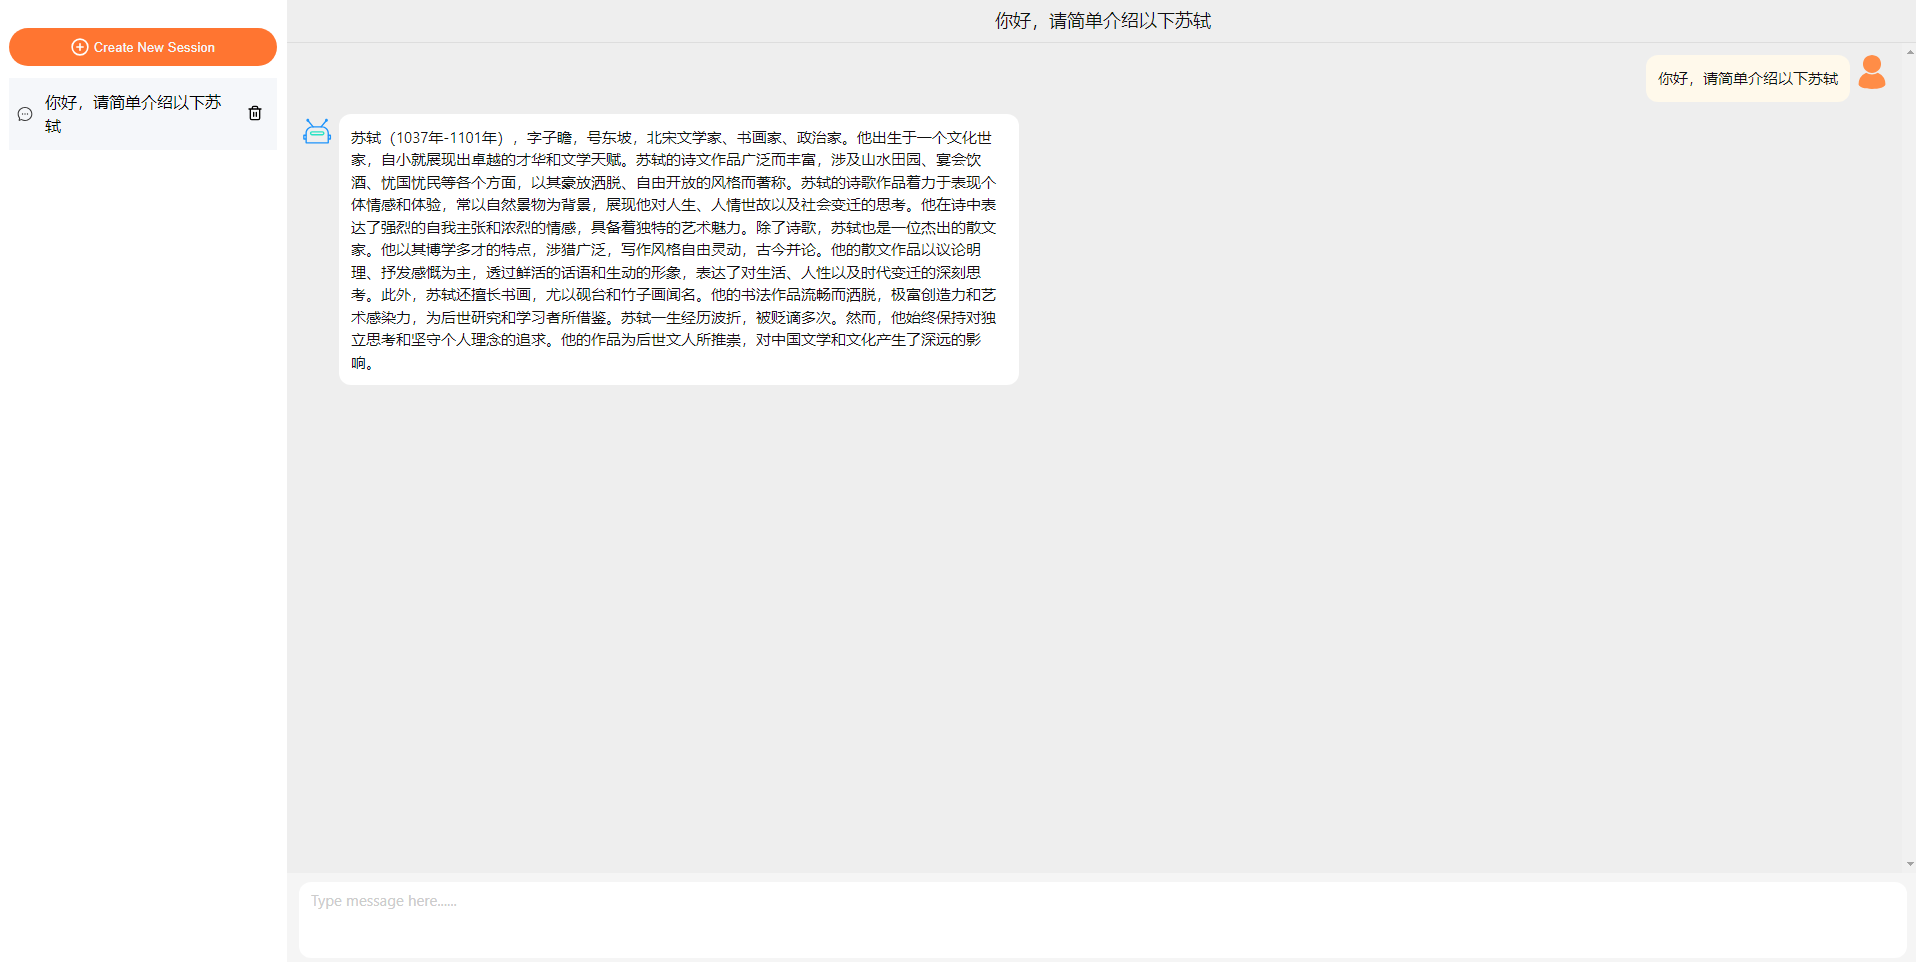 Create New Session
你好，请简单介绍以下苏
轼
你好，请简单介绍以下苏轼
你好，请简单介绍以下苏轼
苏轼（1037年-1101年），字子瞻，号东坡，北宋文学家、书画家、政治家。他出生于一个文化世
家，自小就展现出卓越的才华和文学天赋。苏轼的诗文作品广泛而丰富，涉及山水田园、宴会饮
酒、忧国忧民等各个方面，以其豪放洒脱、自由开放的风格而著称。苏轼的诗歌作品着力于表现个
体情感和体验，常以自然景物为背景，展现他对人生、人情世故以及社会变迁的思考。他在诗中表
达了强烈的自我主张和浓烈的情感，具备着独特的艺术魅力。除了诗歌，苏轼也是一位杰出的散文
家。他以其博学多才的特点，涉猎广泛，写作风格自由灵动，古今并论。他的散文作品以议论明
理、抒发感慨为主，透过鲜活的话语和生动的形象，表达了对生活、人性以及时代变迁的深刻思
考。此外，苏轼还擅长书画，尤以砚台和竹子画闻名。他的书法作品流畅而洒脱，极富创造力和艺
术感染力，为后世研究和学习者所借鉴。苏轼一生经历波折，被贬谪多次。然而，他始终保持对独
立思考和坚守个人理念的追求。他的作品为后世文人所推崇，对中国文学和文化产生了深远的影
响。
Type message here......